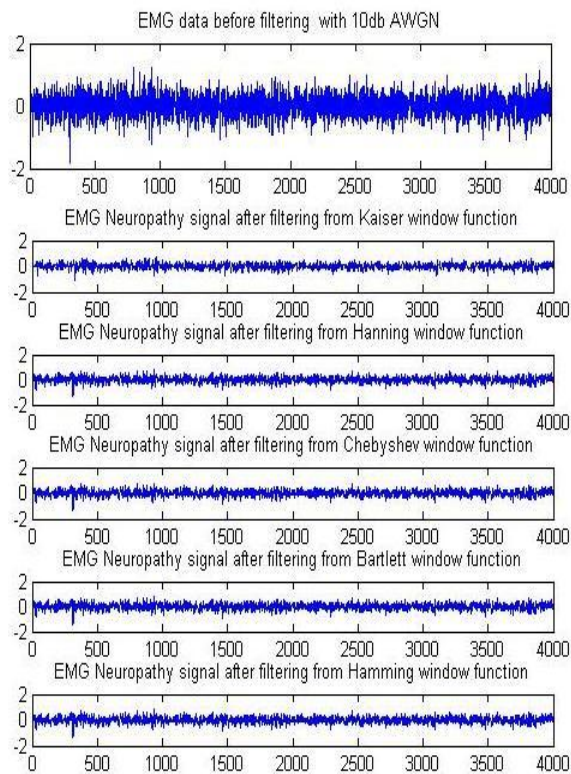 EMG data before filtering with 10db AWGN
2
0
-2
0 500 1000 1500 2000 2500 3000 3500 4000
EMG Neuropathy signal after filtering from Kaiser window function
2
0
-2
0 500 1000 1500 2000 2500 3000 3500 4000
EMG Neuropathy signal after filtering from Hanning window function
2
0
-2
0 500 1000 1500 2000 2500 3000 3500 4000
EMG Neuropathy signal after filtering from Chebyshev window function
2
0
-2
0 500 1000 1500 2000 2500 3000 3500 4000
EMG Neuropathy signal after filtering from Bartlett window function
2
0
-2
0 500 1000 1500 2000 2500 3000 3500 4000
EMG Neuropathy signal after filtering from Hamming window function
2
0
-2
0 500 1000 1500 2000 2500 3000 3500 4000